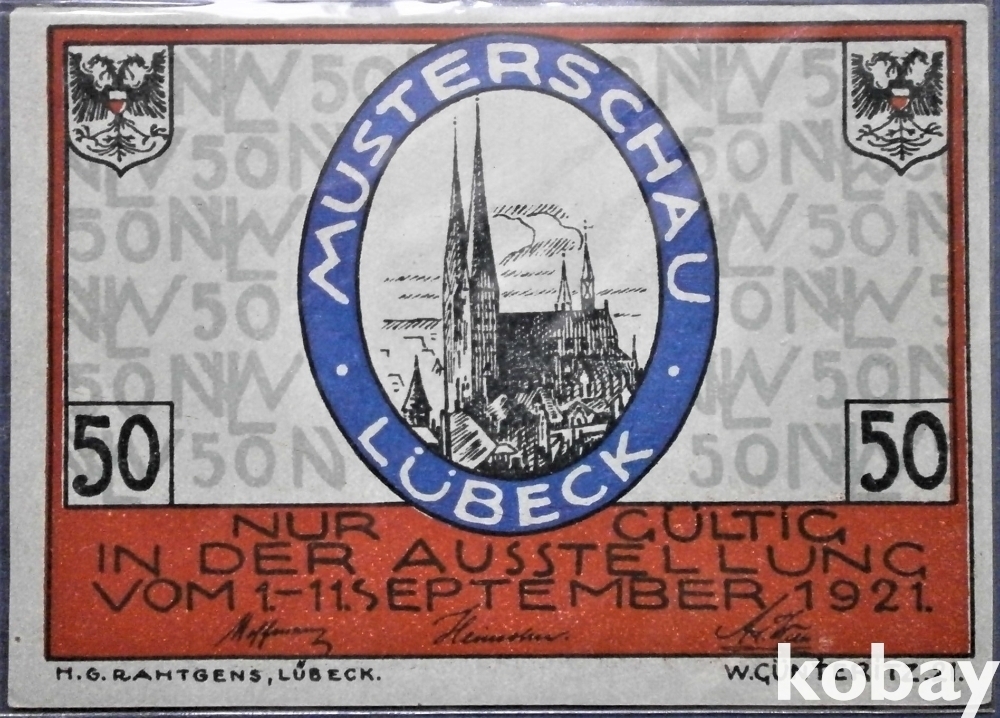 MUSTERSCHAU
· LÜBECK ·
50 50
NUR GÜLTIG
IN DER AUSSTELLUNG
VOM 1.-11.SEPTEMBER 1921.
H.G.RAHTGENS, LÜBECK.
kobay